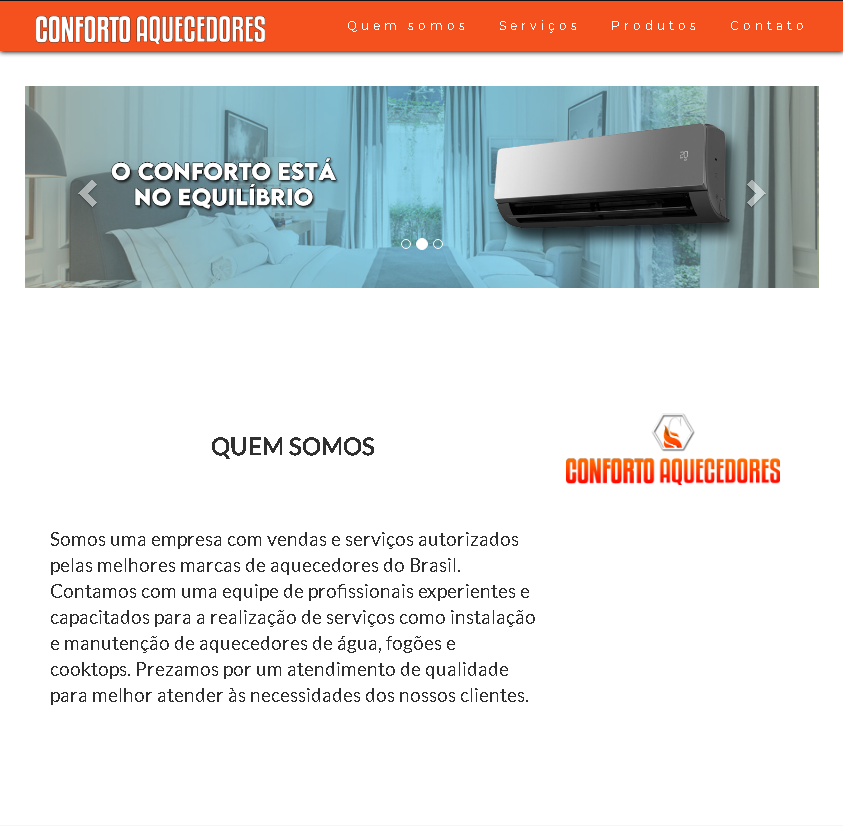 CONFORTO AQUECEDORES
Quem somos
Serviços
Produtos
Contato
O CONFORTO ESTÁ
NO EQUILÍBRIO
QUEM SOMOS
CONFORTO AQUECEDORES
Somos uma empresa com vendas e serviços autorizados
pelas melhores marcas de aquecedores do Brasil.
Contamos com uma equipe de profissionais experientes e
capacitados para a realização de serviços como instalação
e manutenção de aquecedores de água, fogões e
cooktops. Prezamos por um atendimento de qualidade
para melhor atender às necessidades dos nossos clientes.